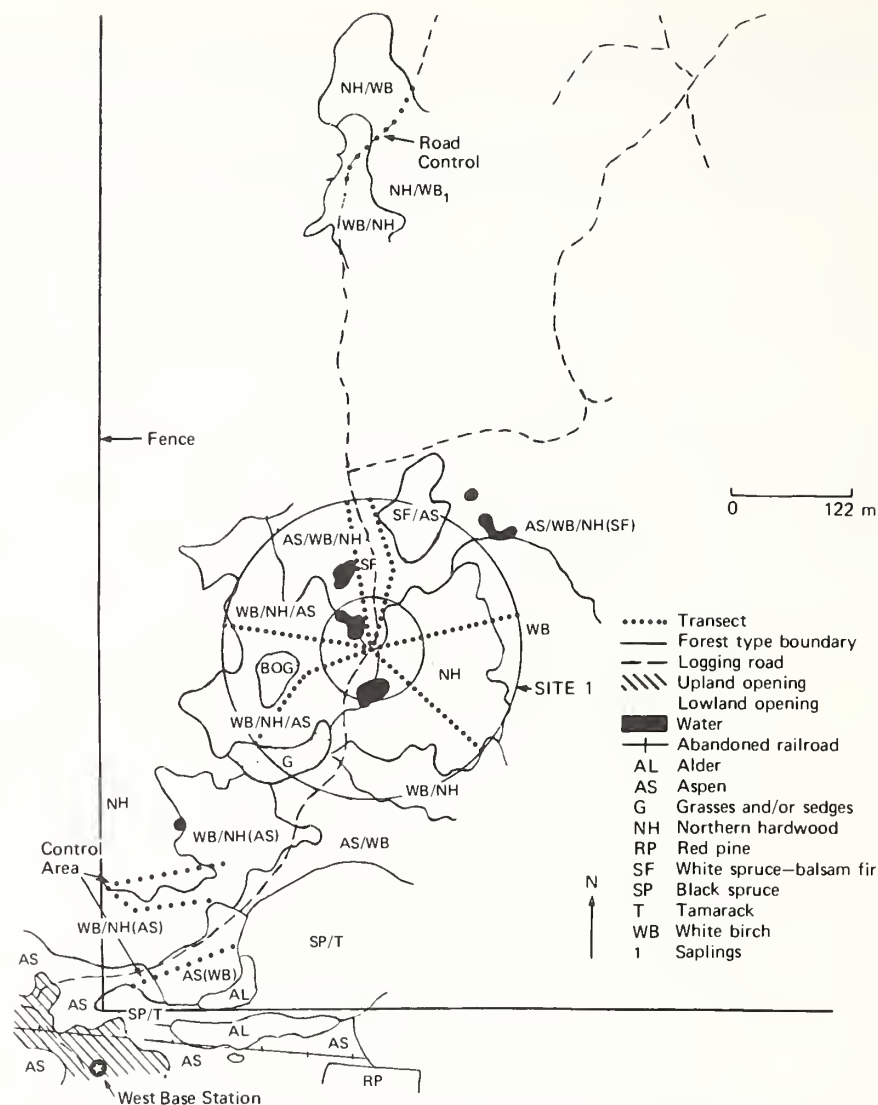 NH/WB
Road
Control
NH/WB1
WB/NH
Fence
0 122 m
SF/AS
AS/WB/NH(SF)
AS/WB/NH
SF
WB/NH/AS
WB
BOG
NH
SITE 1
WB/NH/AS
G
WB/NH
NH
WB/NH(AS)
AS/WB
Control
Area
WB/NH(AS)
SP/T
AS
AS(WB)
AL
AS
SP/T
AL
AS
AS
AS
RP
West Base Station
Transect
Forest type boundary
Logging road
Upland opening
Lowland opening
Water
Abandoned railroad
AL Alder
AS Aspen
G Grasses and/or sedges
NH Northern hardwood
RP Red pine
SF White spruce—balsam fir
SP Black spruce
T Tamarack
WB White birch
1 Saplings
N